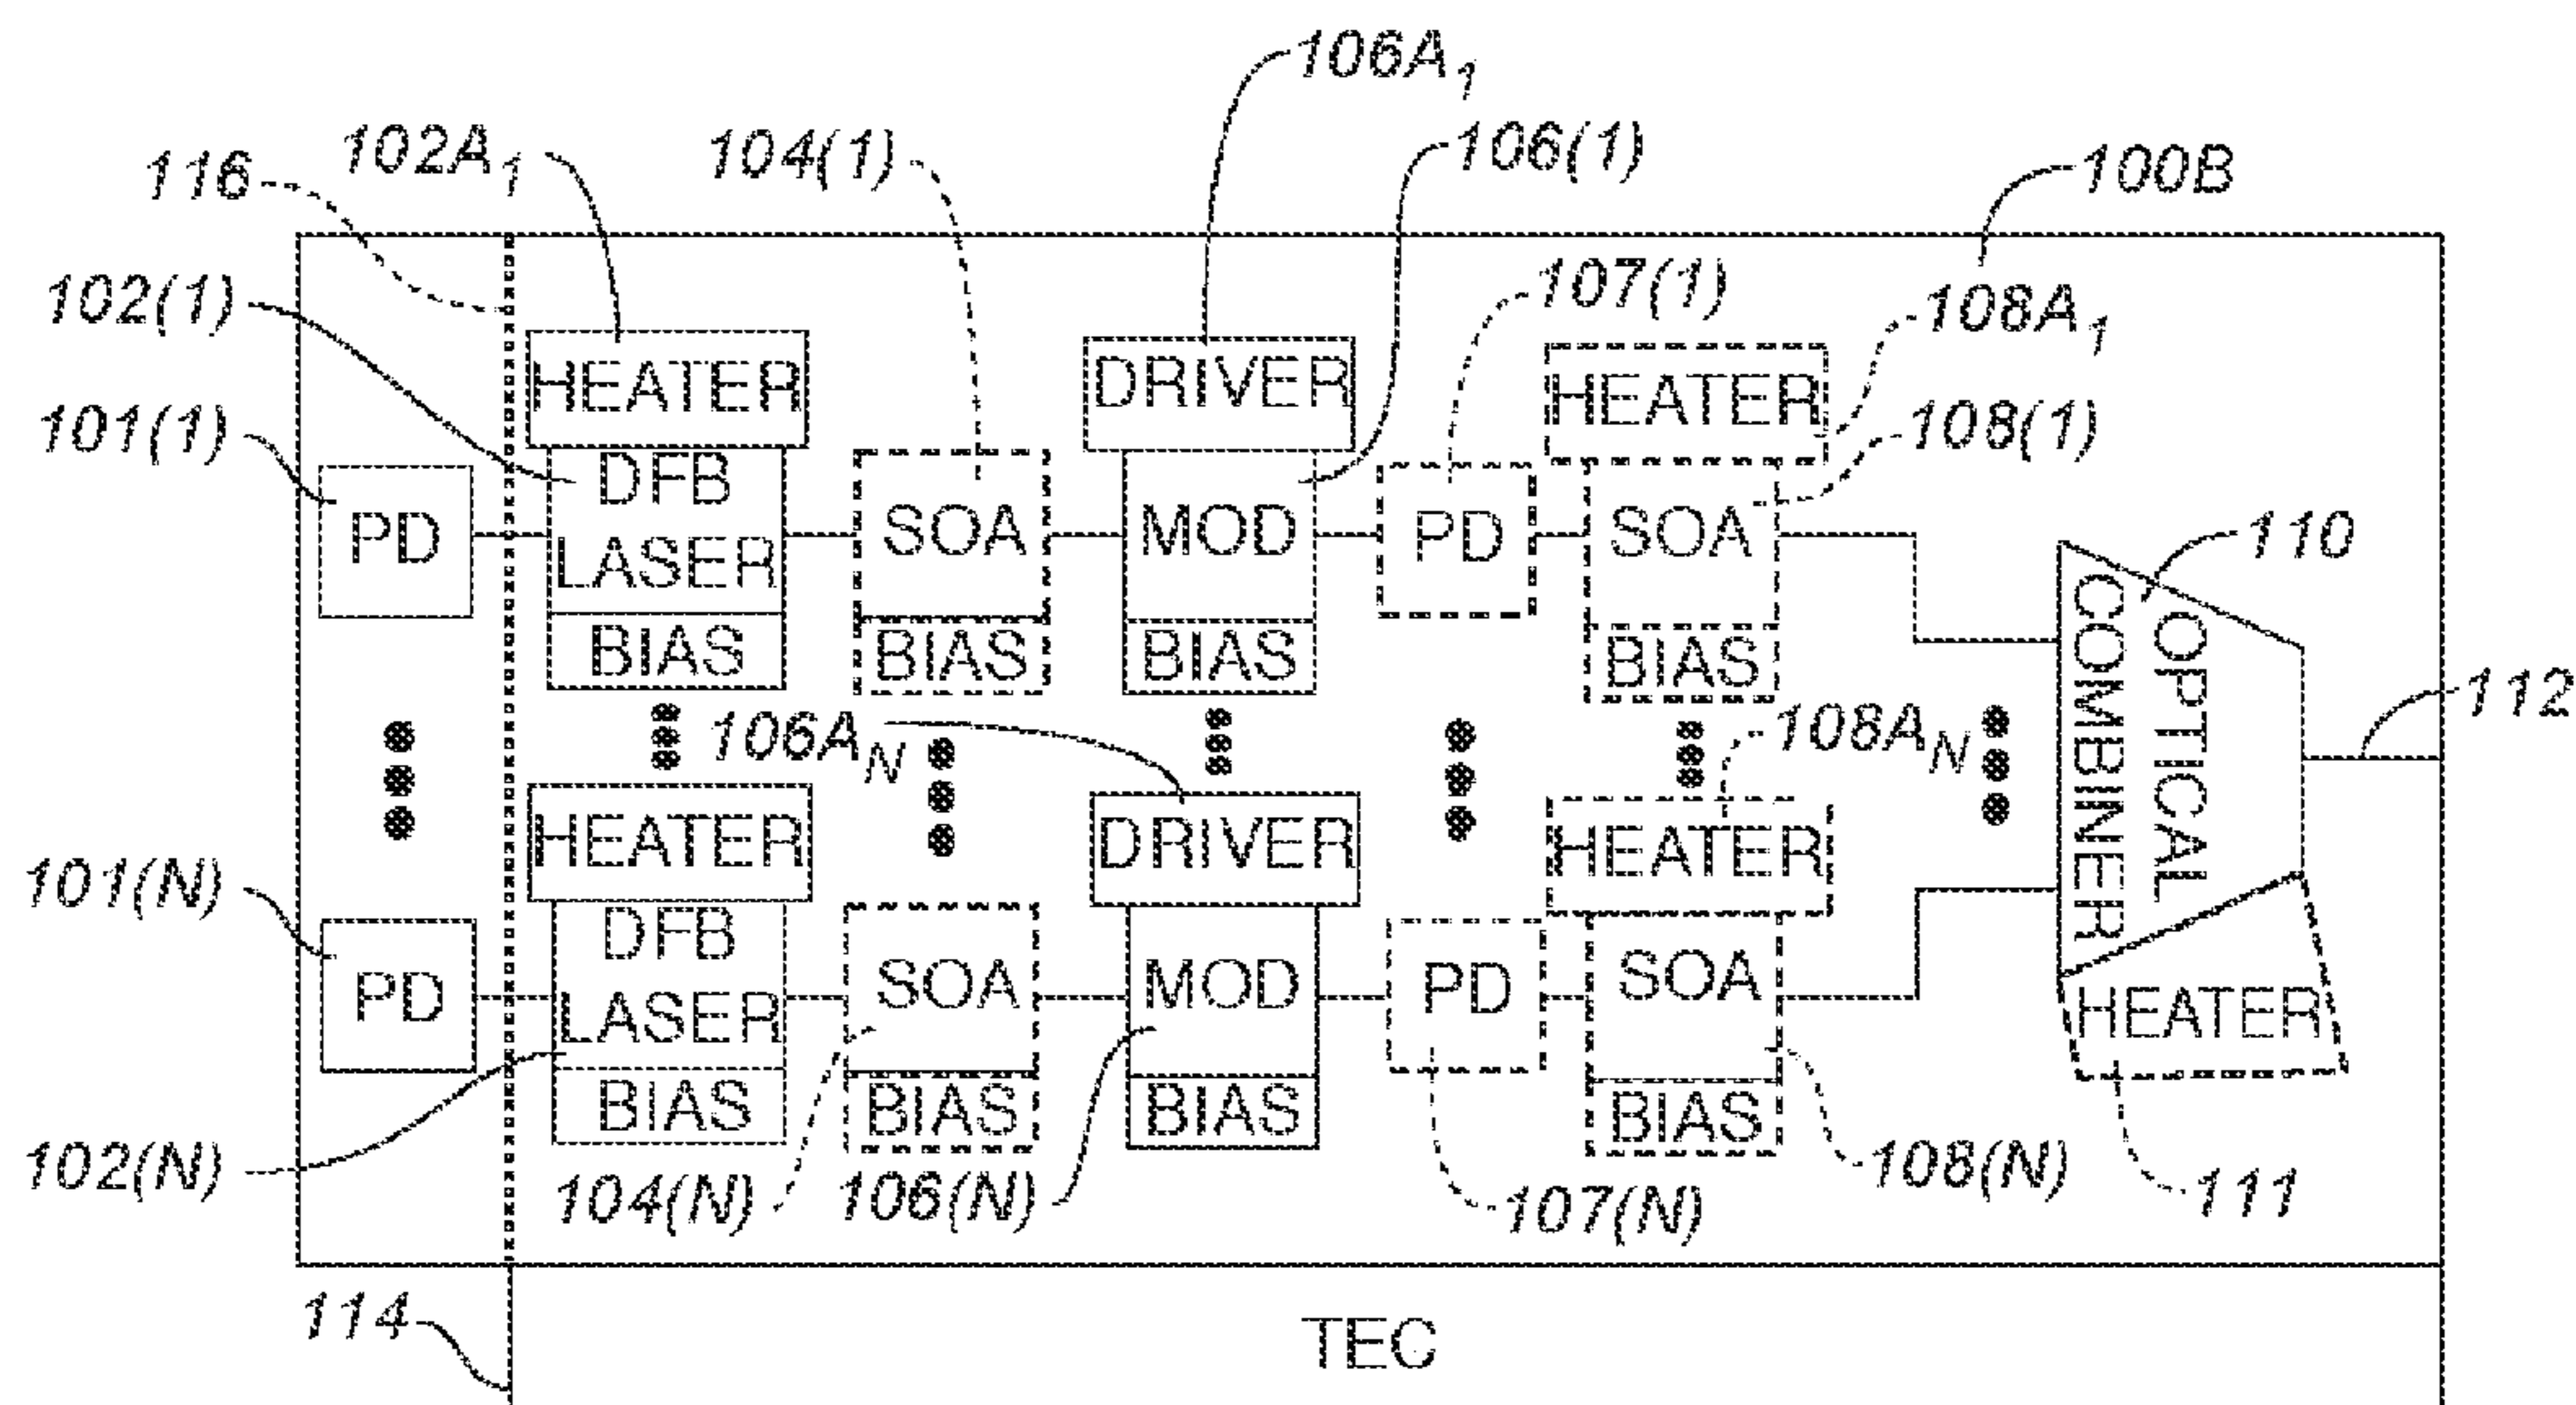 106A1
102A1
104(1)
106(1)
116
100B
102(1)
107(1)
108A1
HEATER
DRIVER
HEATER
101(1)
108(1)
PD
DFB
LASER
BIAS
SOA
BIAS
MOD
BIAS
PD
SOA
BIAS
110
OPTICAL
COMBINER
112
106AN
108AN
HEATER
DRIVER
HEATER
101(N)
PD
DFB
LASER
BIAS
SOA
BIAS
MOD
BIAS
PD
SOA
BIAS
HEATER
102(N)
104(N)
106(N)
107(N)
108(N)
111
114
TEC